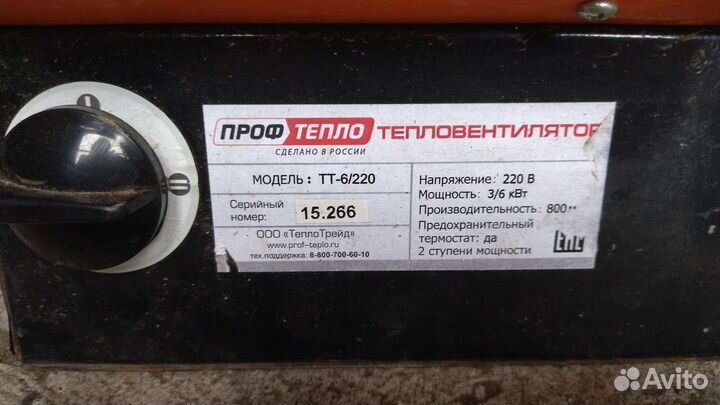 I
II
ПРОФ ТЕПЛО ТЕПЛОВЕНТИЛЯТОР
СДЕЛАНО В РОССИИ
МОДЕЛЬ: ТТ-6/220
Серийный номер: 15.266
ООО «ТеплоТрейд»
www.prof-teplo.ru
тех.поддержка: 8-800-700-60-10
Напряжение: 220 В
Мощность: 3/6 кВт
Производительность: 800
Предохранительный
термостат: да
2 ступени мощности
EAC
Avito